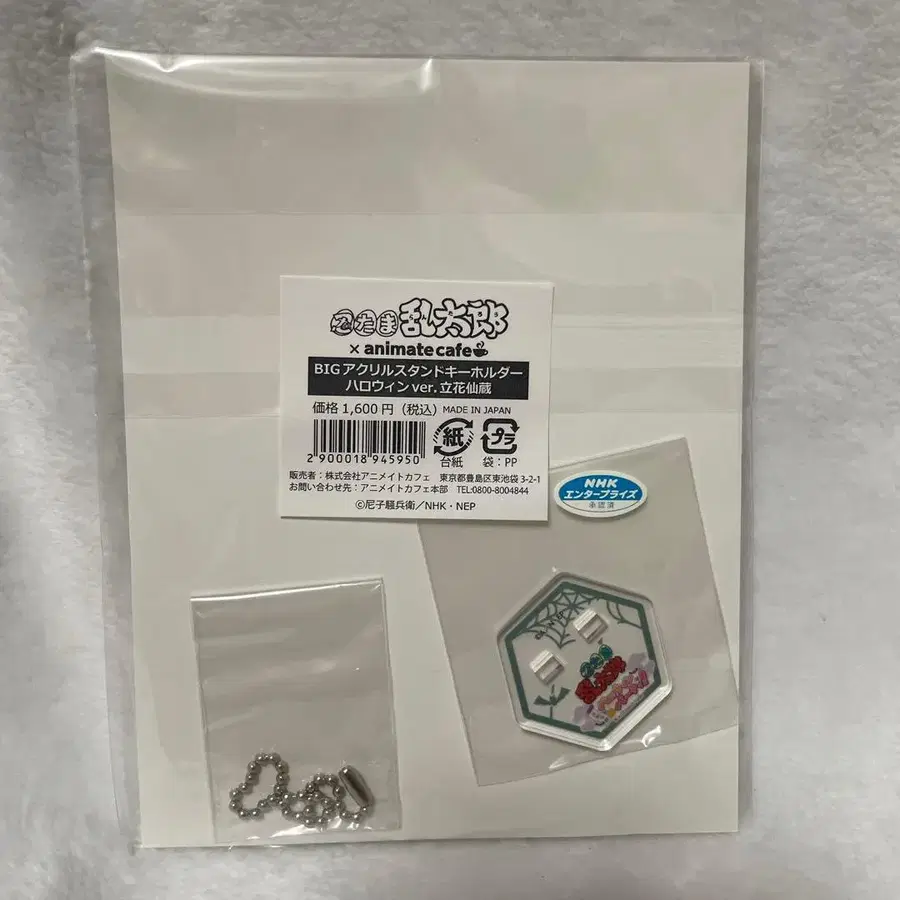 忍たま乱太郎
× animate cafe
BIGアクリルスタンドキーホルダー
ハロウィン ver. 立花仙蔵
価格 1,600 円（税込） MADE IN JAPAN
2 900018 945950
紙
プラ
台紙 袋：PP
販売者：株式会社アニメイトカフェ 東京都豊島区東池袋 3-2-1
お問い合わせ先：アニメイトカフェ本部 TEL:0800-8004844
©尼子騒兵衛／NHK・NEP
NHK
エンタープライズ
承認済